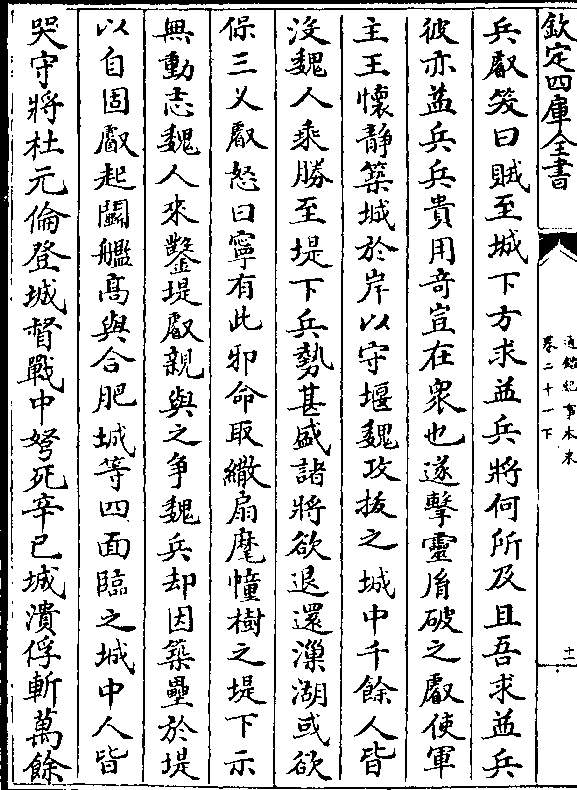 欽定四庫全書
通鑑紀事本末
卷二十一下
十一
兵叡笑曰賊至城下方求益兵將何所及且吾求益兵
彼亦益兵兵貴用竒豈在衆也遂擊靈𦙍破之叡使軍
主王懷靜築城於岸以守堰魏攻拔之城中千餘人皆
没魏人乘勝至堤下兵勢甚盛諸將欲退還漅湖或欲
保三义叡怒曰寧有此邪命取繖扇麾幢樹之堤下示
無動志魏人來鑿堤叡親與之争魏兵却因築壘於堤
以自固叡起鬭艦高與合肥城等四面臨之城中人皆
哭守將杜元倫登城督戰中弩死辛巳城潰俘斬萬餘